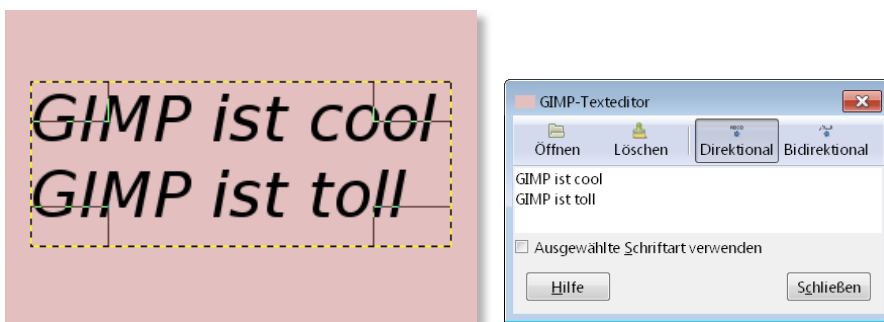 GIMP ist cool
GIMP ist toll
GIMP-Texteditor
Öffnen Löschen Direktional Bidirektional
GIMP ist cool
GIMP ist toll
Ausgewählte Schriftart verwenden
Hilfe Schließen